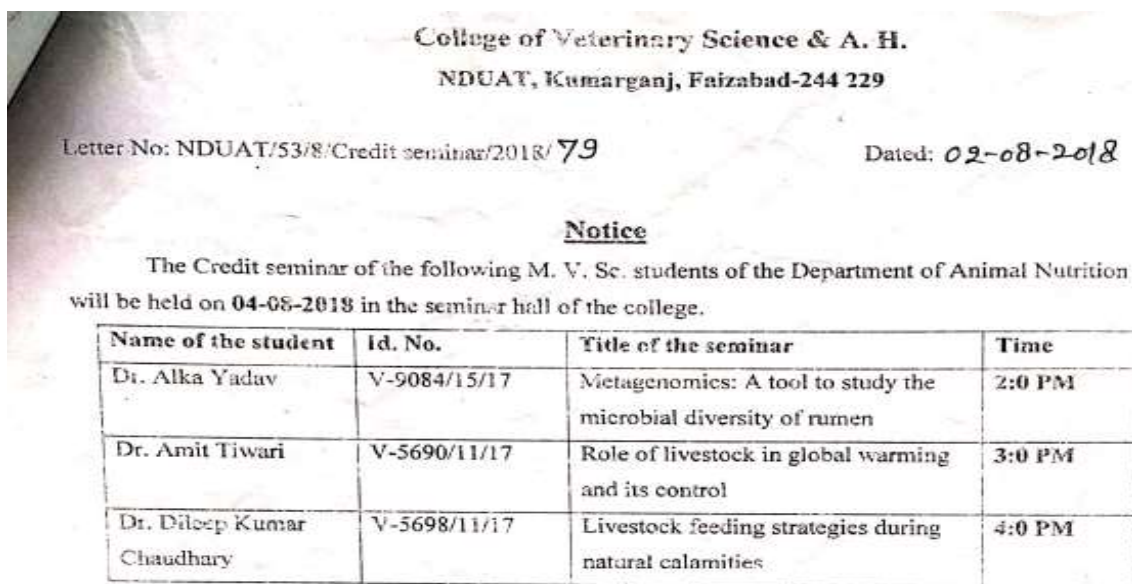 College of Veterinary Science & A. H.
NDUAT, Kumarganj, Faizabad-244 229
Letter No: NDUAT/53/8/Credit seminar/2018/ 79 Dated: 02-08-2018
Notice
The Credit seminar of the following M. V. Sc. students of the Department of Animal Nutrition
will be held on 04-08-2018 in the seminar hall of the college.
Name of the student Id. No. Title of the seminar Time
Dr. Alka Yadav V-9084/15/17 Metagenomics: A tool to study the 2:0 PM
microbial diversity of rumen
Dr. Amit Tiwari V-5690/11/17 Role of livestock in global warming 3:0 PM
and its control
Dr. Dileep Kumar V-5698/11/17 Livestock feeding strategies during 4:0 PM
Chaudhary natural calamities